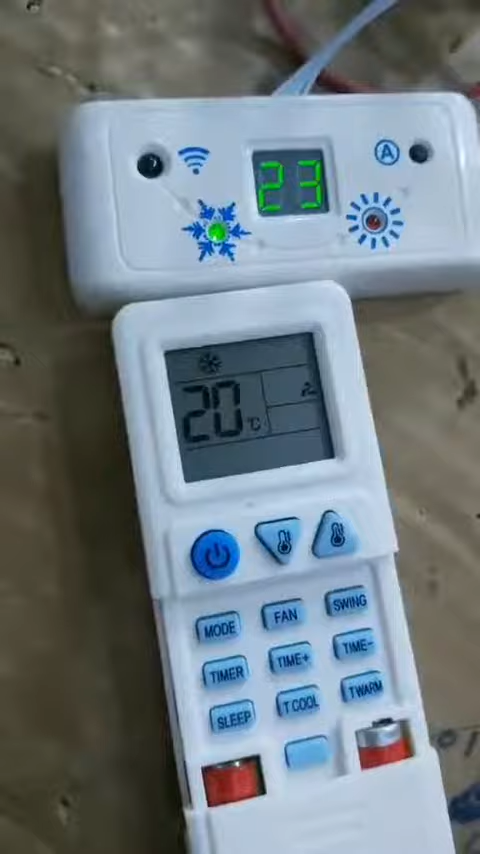 A
23
20 °C
MODE FAN SWING
TIMER TIME+ TIME-
SLEEP T COOL T WARM